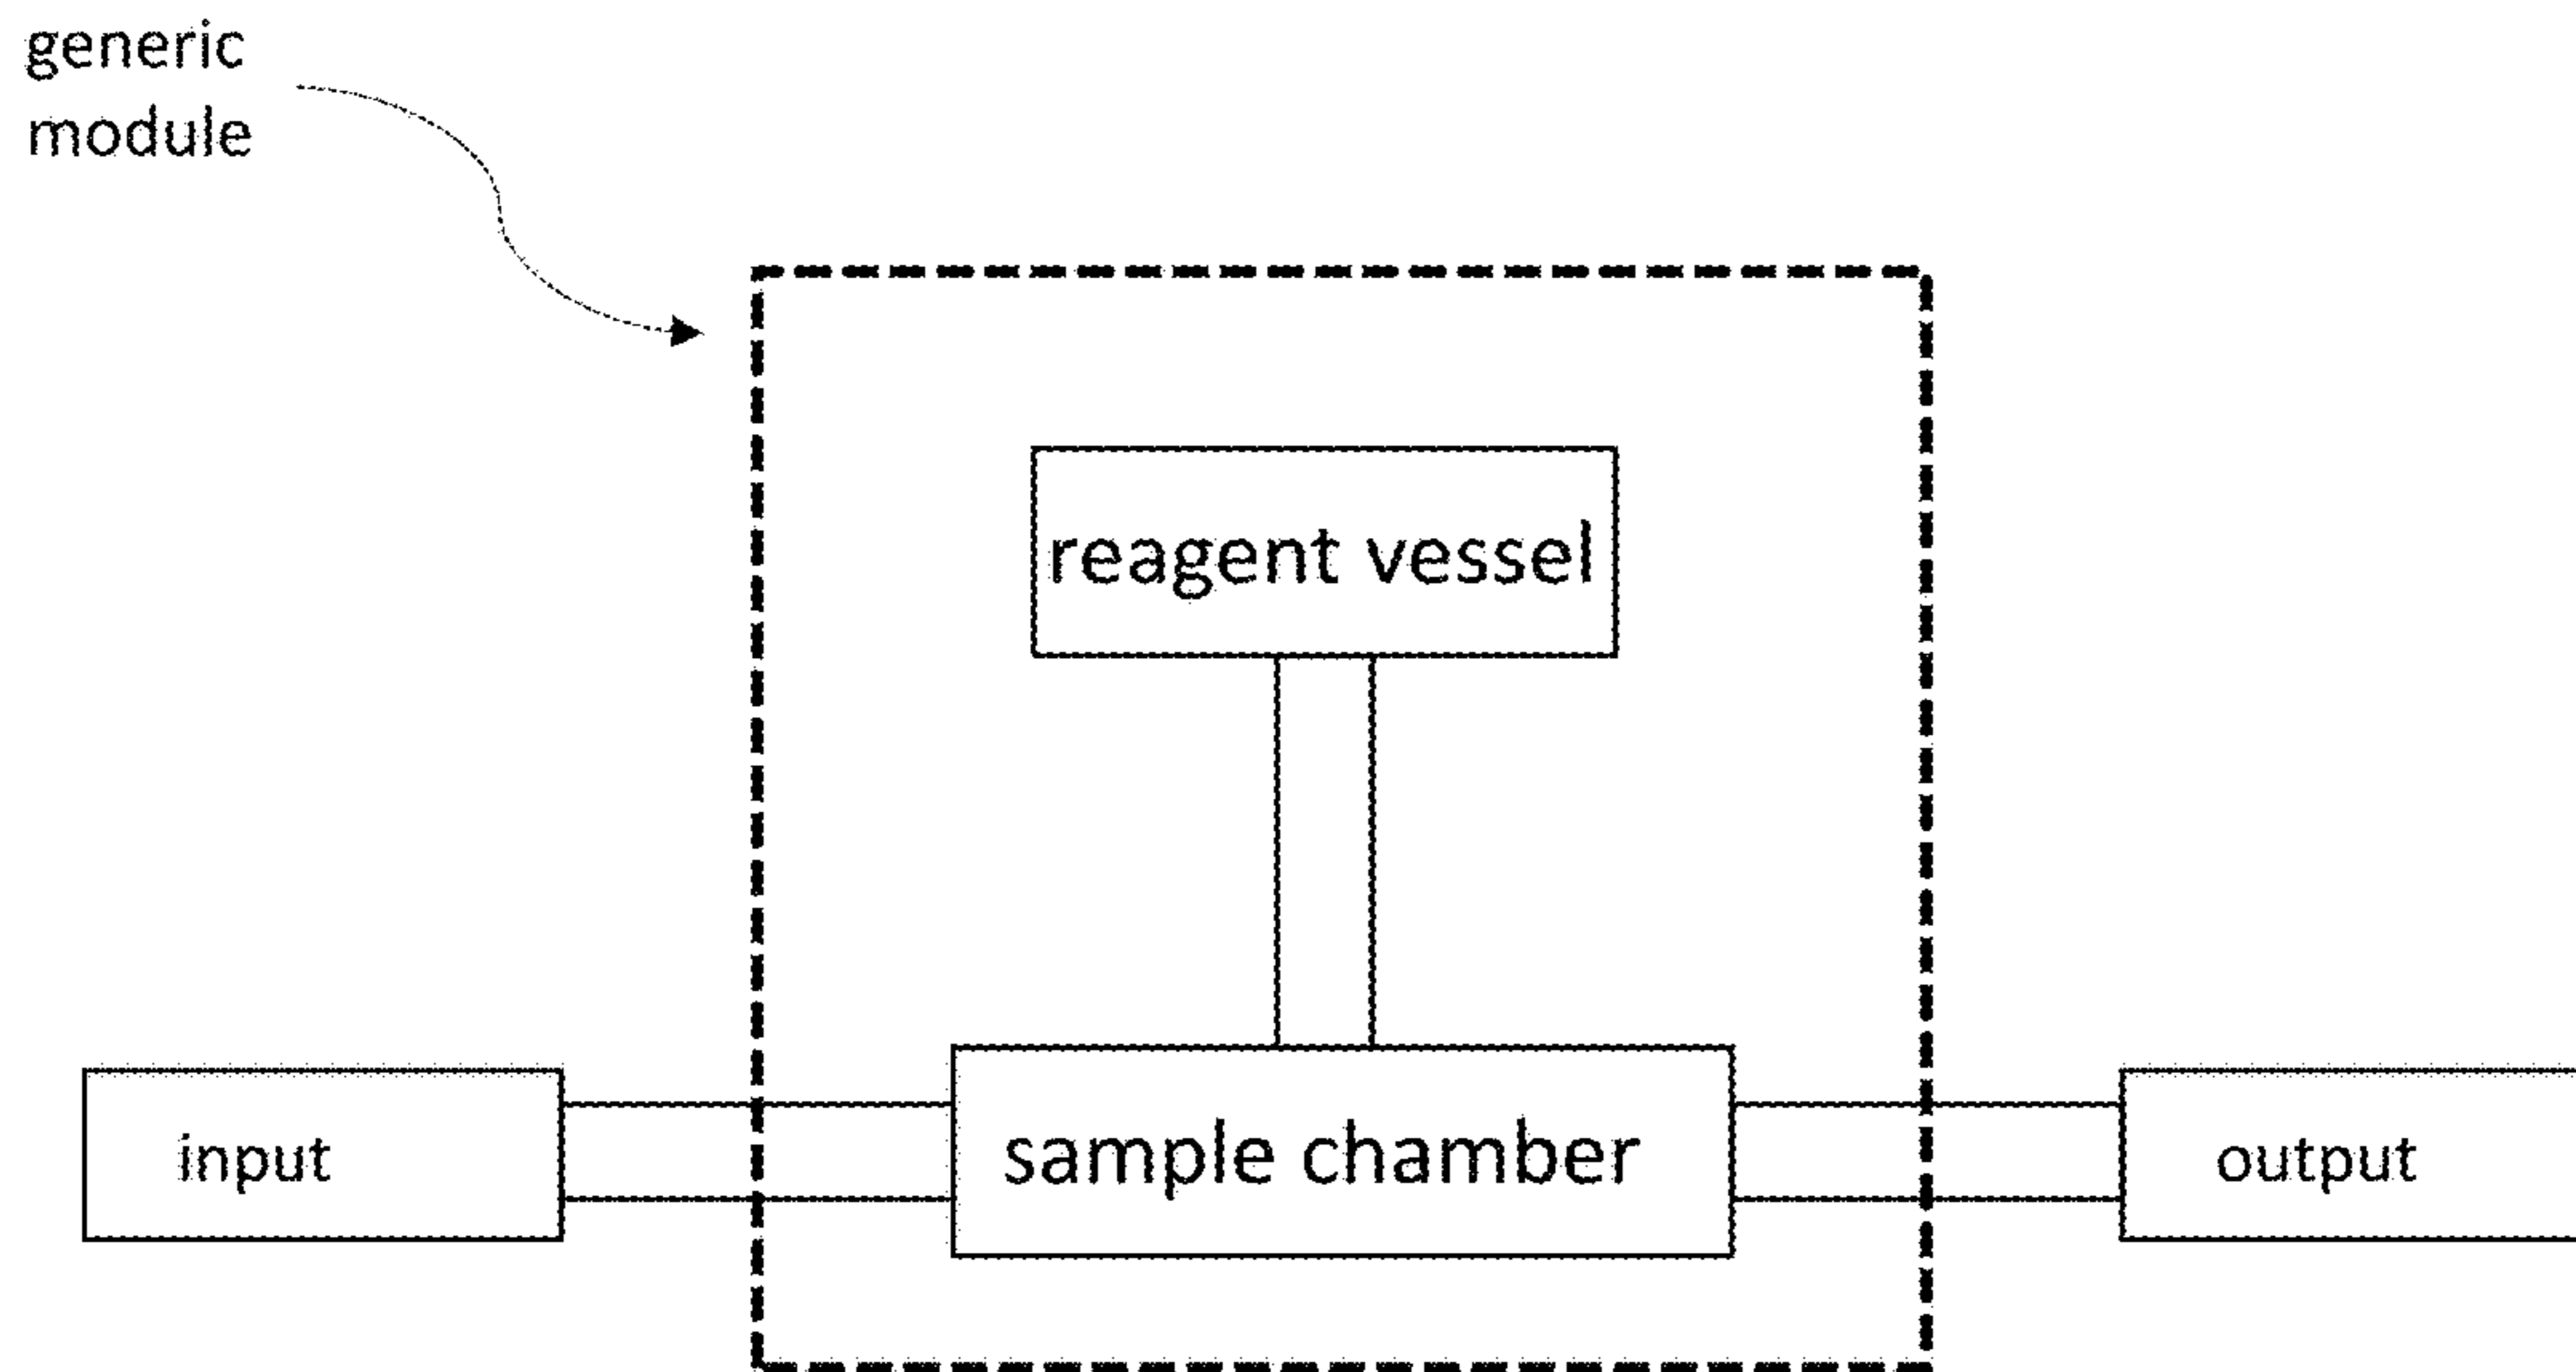 generic
module
reagent vessel
input
sample chamber
output